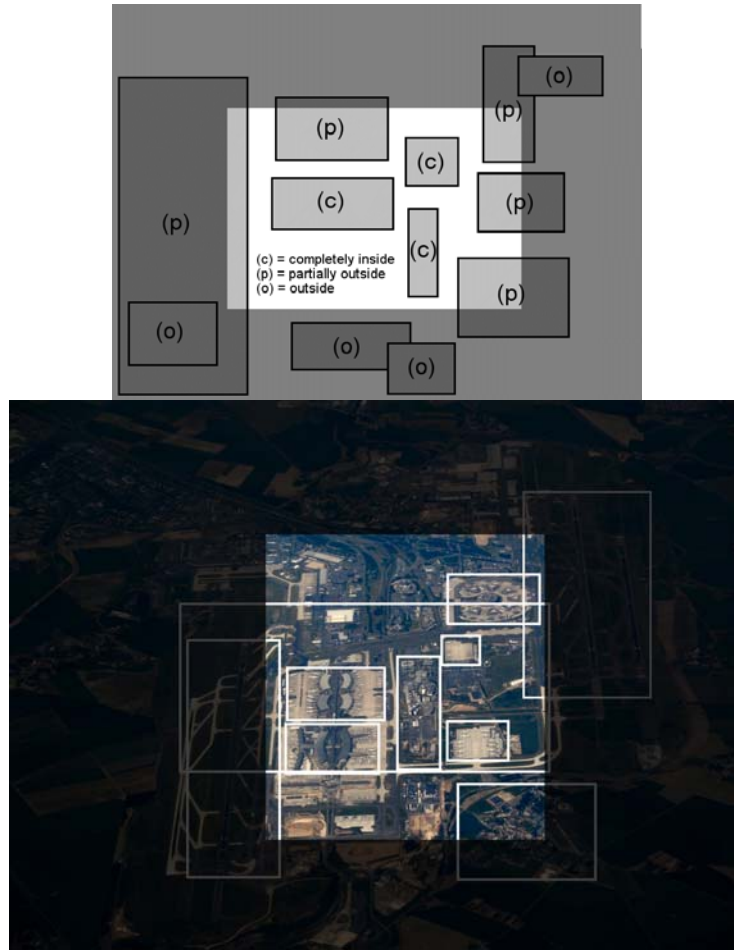 (o)
(p)
(p)
(c)
(c)
(p)
(p)
(c)
(c) = completely inside
(p) = partially outside
(o) = outside
(p)
(o)
(o)
(o)